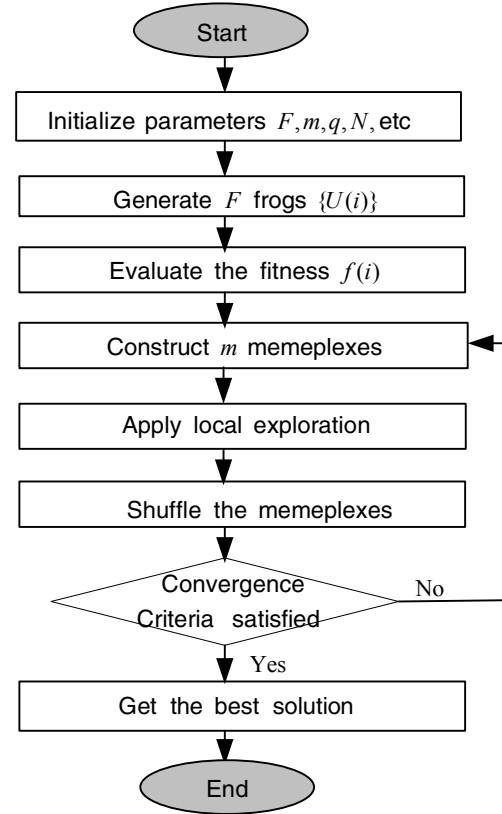 Start
Initialize parameters F,m,q,N, etc
Generate F frogs {U(i)}
Evaluate the fitness f(i)
Construct m memeplexes
Apply local exploration
Shuffle the memeplexes
Convergence
Criteria satisfied
No
Yes
Get the best solution
End